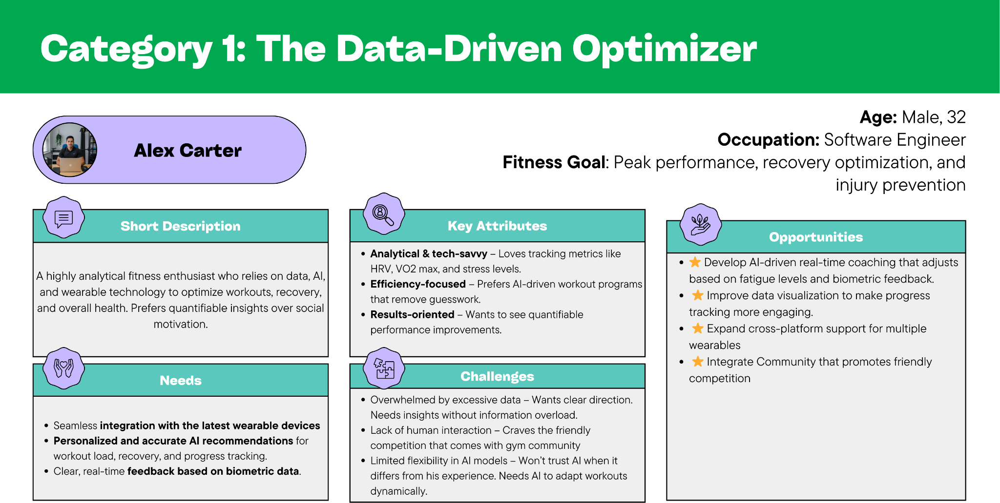 Category 1: The Data-Driven Optimizer
Alex Carter
Age: Male, 32
Occupation: Software Engineer
Fitness Goal: Peak performance, recovery optimization, and
injury prevention
Short Description
A highly analytical fitness enthusiast who relies on data, AI,
and wearable technology to optimize workouts, recovery,
and overall health. Prefers quantifiable insights over social
motivation.
Key Attributes
• Analytical & tech-savvy – Loves tracking metrics like
HRV, VO2 max, and stress levels.
• Efficiency-focused – Prefers AI-driven workout programs
that remove guesswork.
• Results-oriented – Wants to see quantifiable
performance improvements.
Opportunities
• ⭐ Develop AI-driven real-time coaching that adjusts
based on fatigue levels and biometric feedback.
• ⭐ Improve data visualization to make progress
tracking more engaging.
• ⭐ Expand cross-platform support for multiple
wearables
• ⭐ Integrate Community that promotes friendly
competition
Needs
• Seamless integration with the latest wearable devices
• Personalized and accurate AI recommendations for
workout load, recovery, and progress tracking.
• Clear, real-time feedback based on biometric data.
Challenges
• Overwhelmed by excessive data – Wants clear direction.
Needs insights without information overload.
• Lack of human interaction – Craves the friendly
competition that comes with gym community
• Limited flexibility in AI models – Won't trust AI when it
differs from his experience. Needs AI to adapt workouts
dynamically.